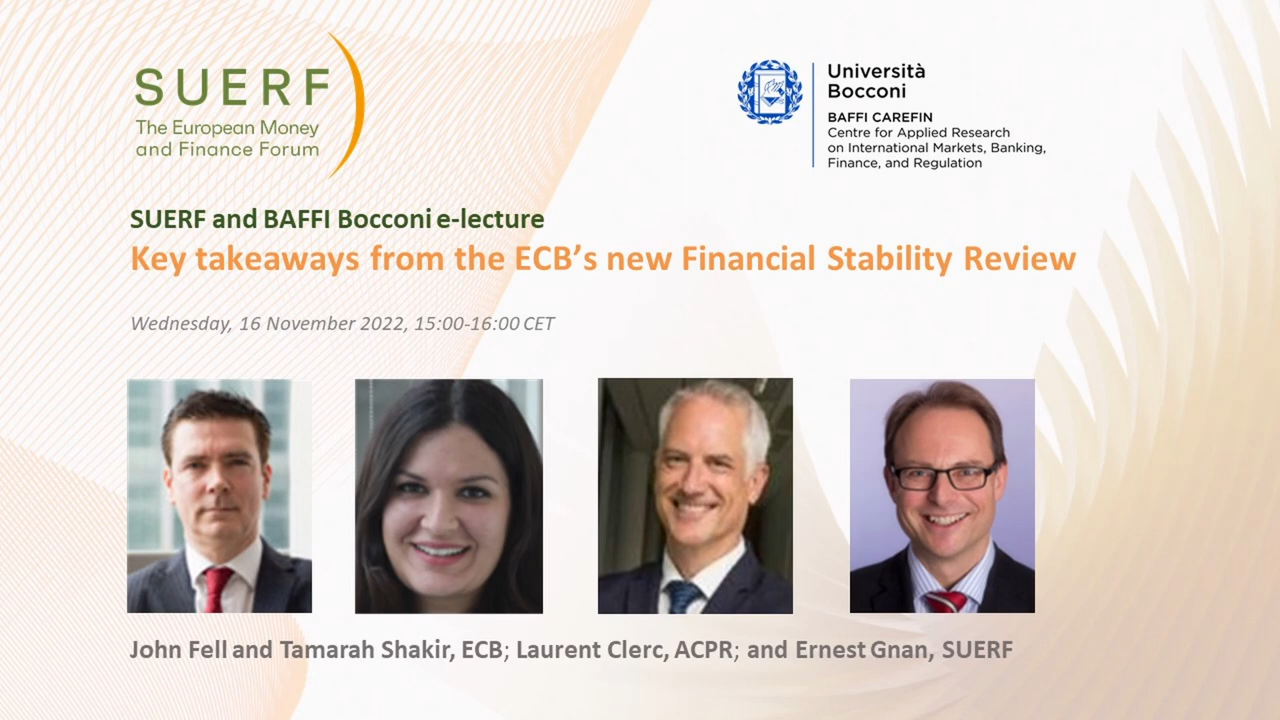 SUERF
The European Money
and Finance Forum
Università
Bocconi
BAFFI CAREFIN
Centre for Applied Research
on International Markets, Banking,
Finance, and Regulation
SUERF and BAFFI Bocconi e-lecture
Key takeaways from the ECB’s new Financial Stability Review
Wednesday, 16 November 2022, 15:00-16:00 CET
John Fell and Tamarah Shakir, ECB; Laurent Clerc, ACPR; and Ernest Gnan, SUERF